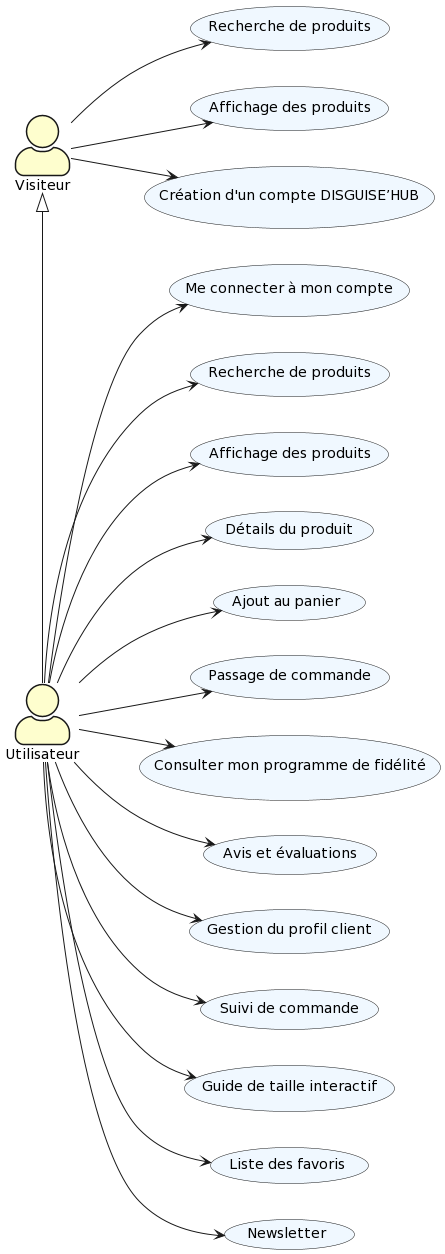 Recherche de produits
Affichage des produits
Visiteur
Création d'un compte DISGUISE’HUB
Me connecter à mon compte
Recherche de produits
Affichage des produits
Détails du produit
Ajout au panier
Passage de commande
Utilisateur
Consulter mon programme de fidélité
Avis et évaluations
Gestion du profil client
Suivi de commande
Guide de taille interactif
Liste des favoris
Newsletter